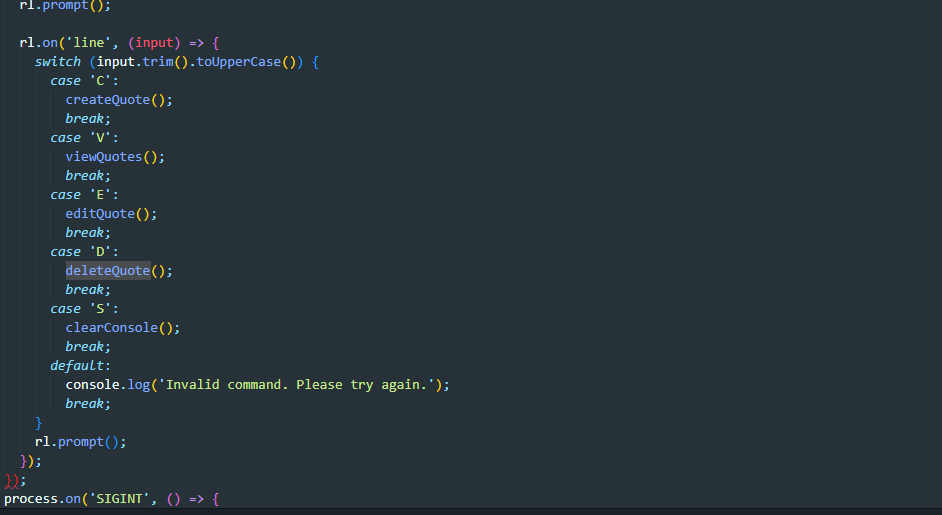 rl.prompt();
rl.on('line', (input) => {
switch (input.trim().toUpperCase()) {
case 'C':
createQuote();
break;
case 'V':
viewQuotes();
break;
case 'E':
editQuote();
break;
case 'D':
deleteQuote();
break;
case 'S':
clearConsole();
break;
default:
console.log('Invalid command. Please try again.');
break;
}
rl.prompt();
});
});
process.on('SIGINT', () => {